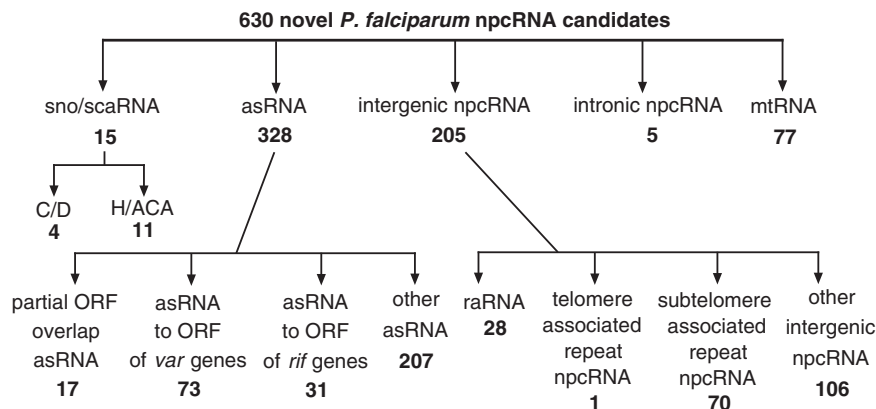 630 novel P. falciparum npcRNA candidates
sno/scaRNA
15
asRNA
328
intergenic npcRNA
205
intronic npcRNA
5
mtRNA
77
C/D
4
H/ACA
11
partial ORF
overlap
asRNA
17
asRNA
to ORF
of var genes
73
asRNA
to ORF
of rif genes
31
other
asRNA
207
raRNA
28
telomere
associated
repeat
npcRNA
1
subtelomere
associated
repeat
npcRNA
70
other
intergenic
npcRNA
106